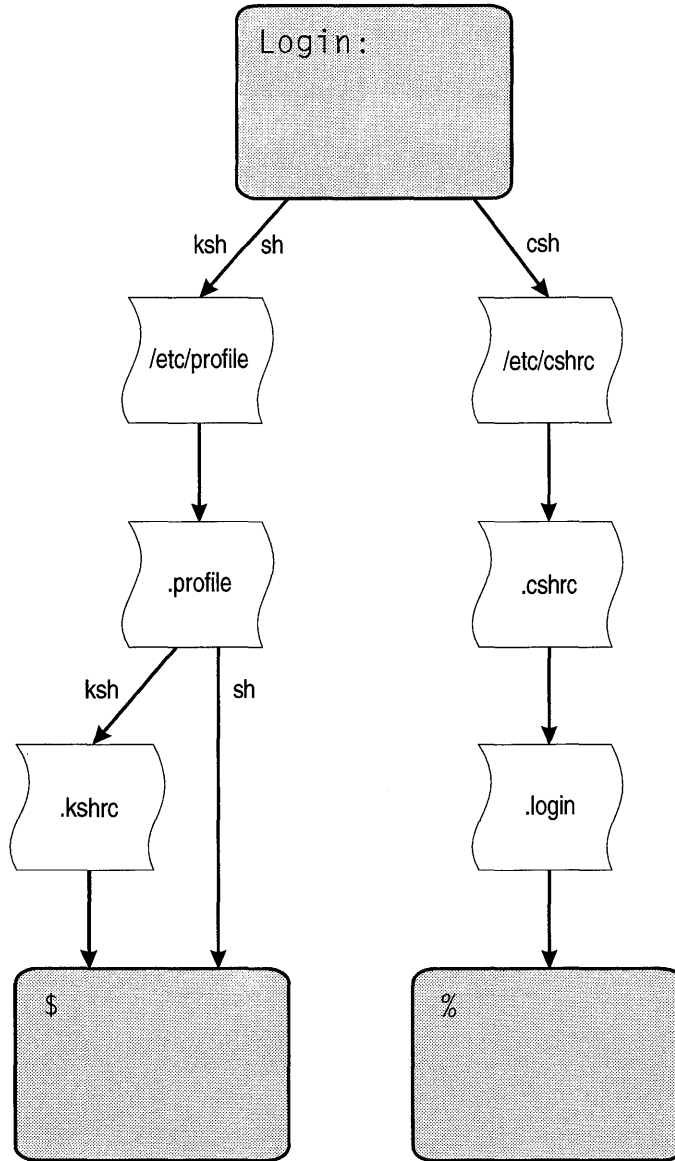 Login:
ksh sh
csh
/etc/profile
/etc/cshrc
.profile
.cshrc
ksh
sh
.kshrc
.login
$
%